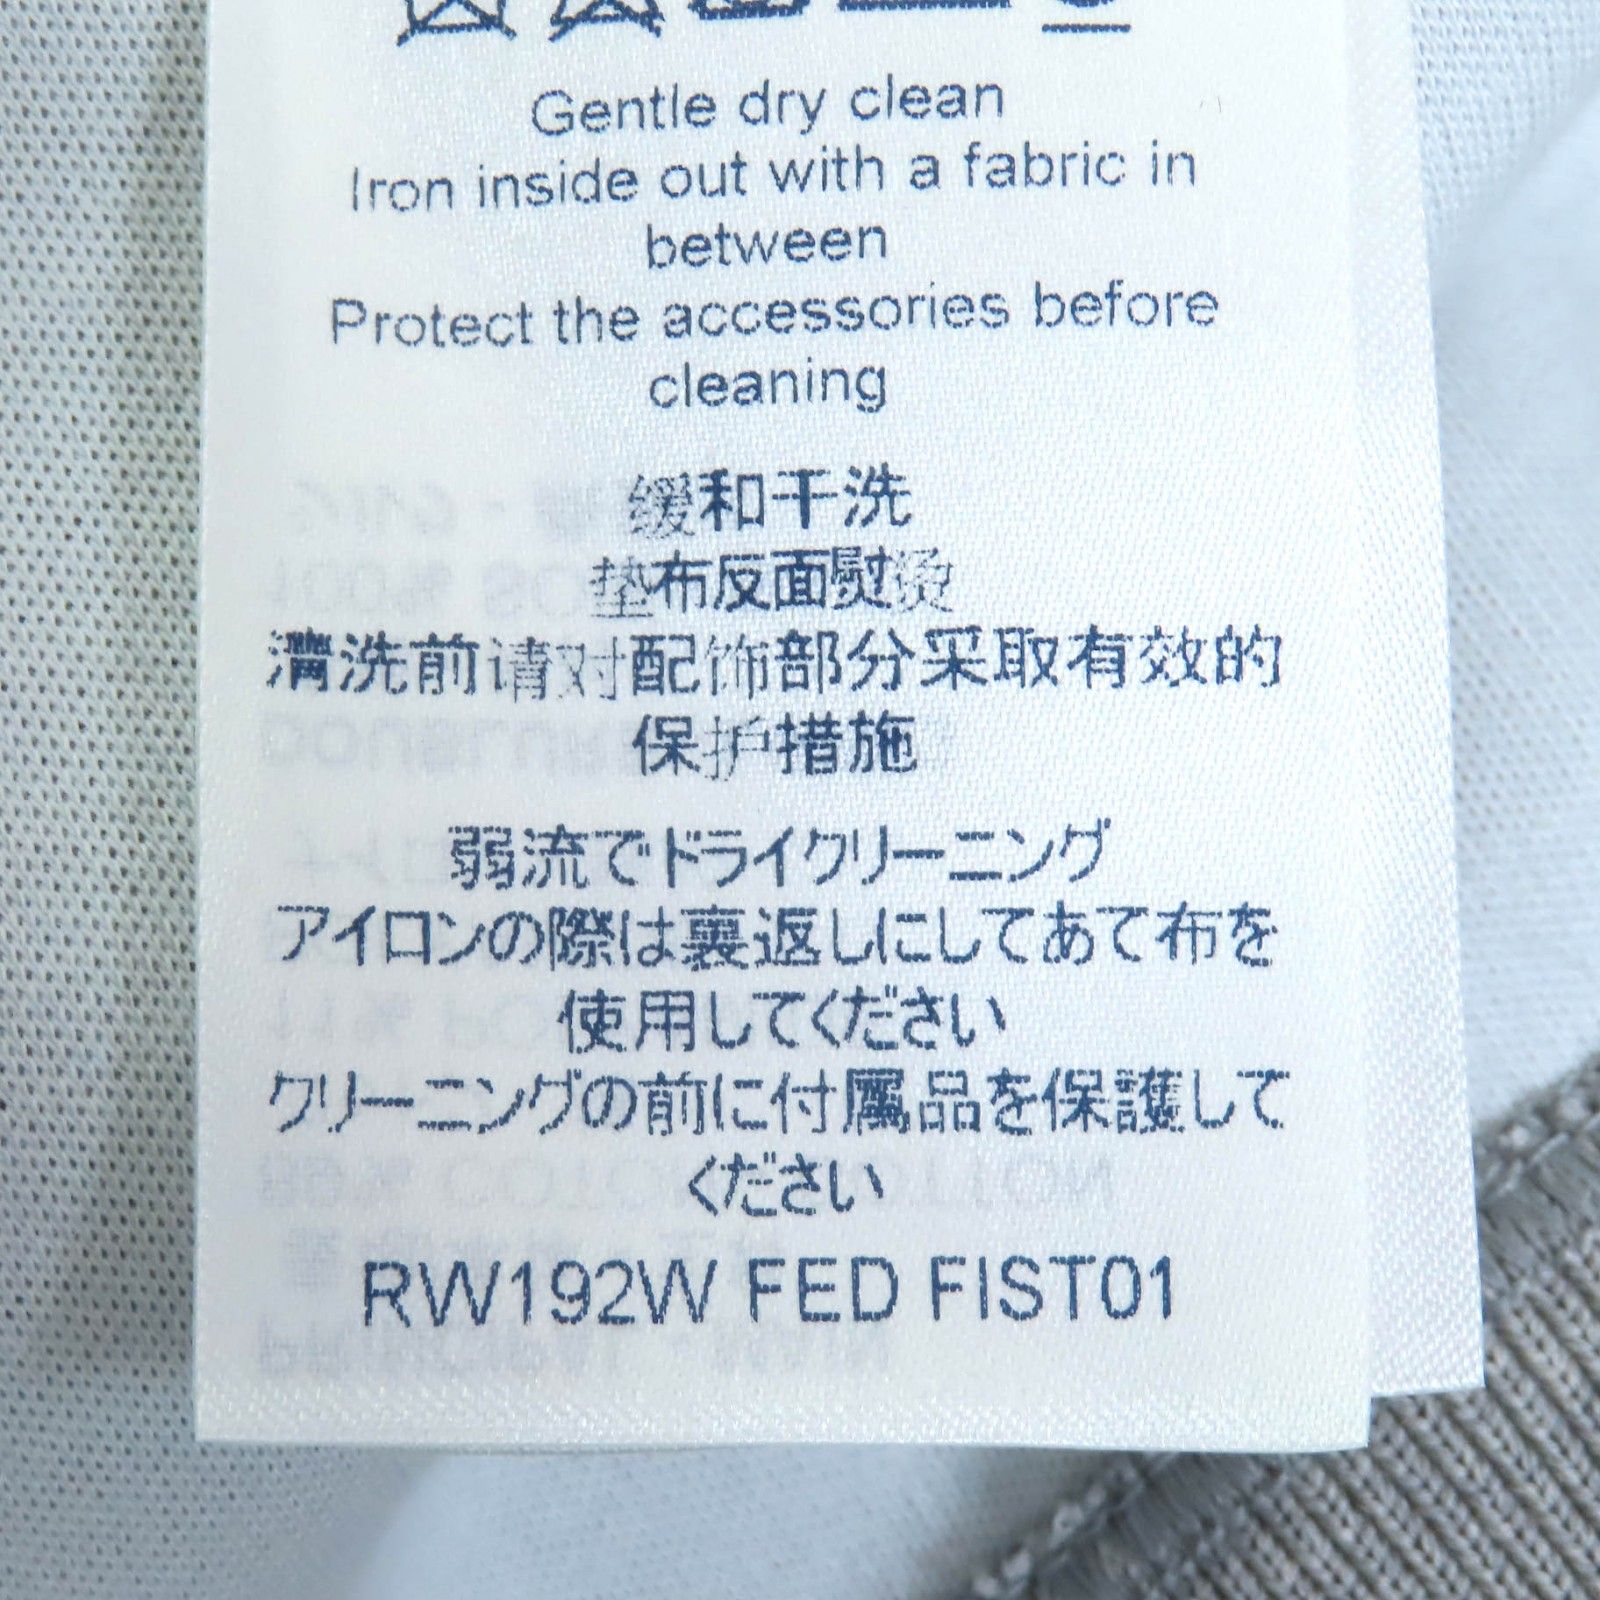 Gentle dry clean
Iron inside out with a fabric in
between
Protect the accessories before
cleaning
缓和干洗
垫布反面熨烫
清洗前请对配饰部分采取有效的
保护措施
弱流でドライクリーニング
アイロンの際は裏返しにしてあて布を
使用してください
クリーニングの前に付属品を保護して
ください
RW192W FED FIST01